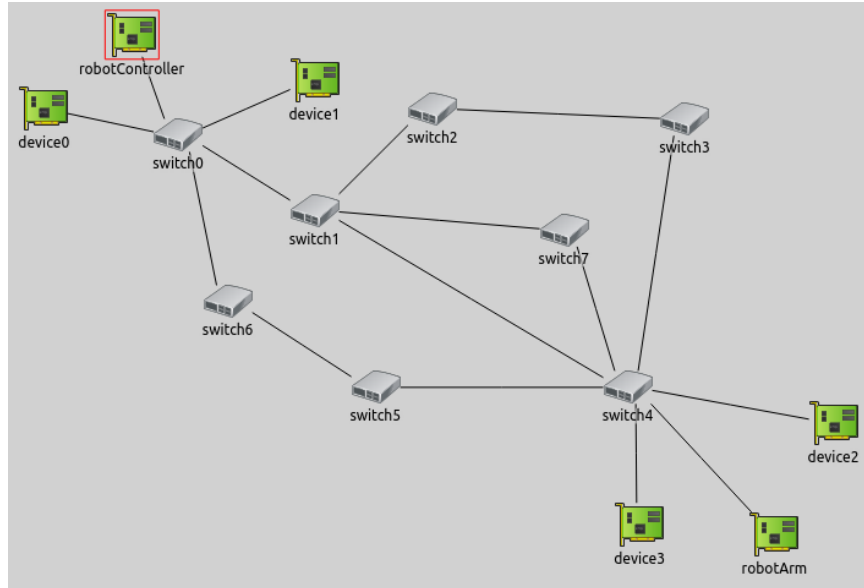 robotController
device1
device0
switch2
switch3
switch0
switch1
switch7
switch6
switch5
switch4
device2
device3
robotArm